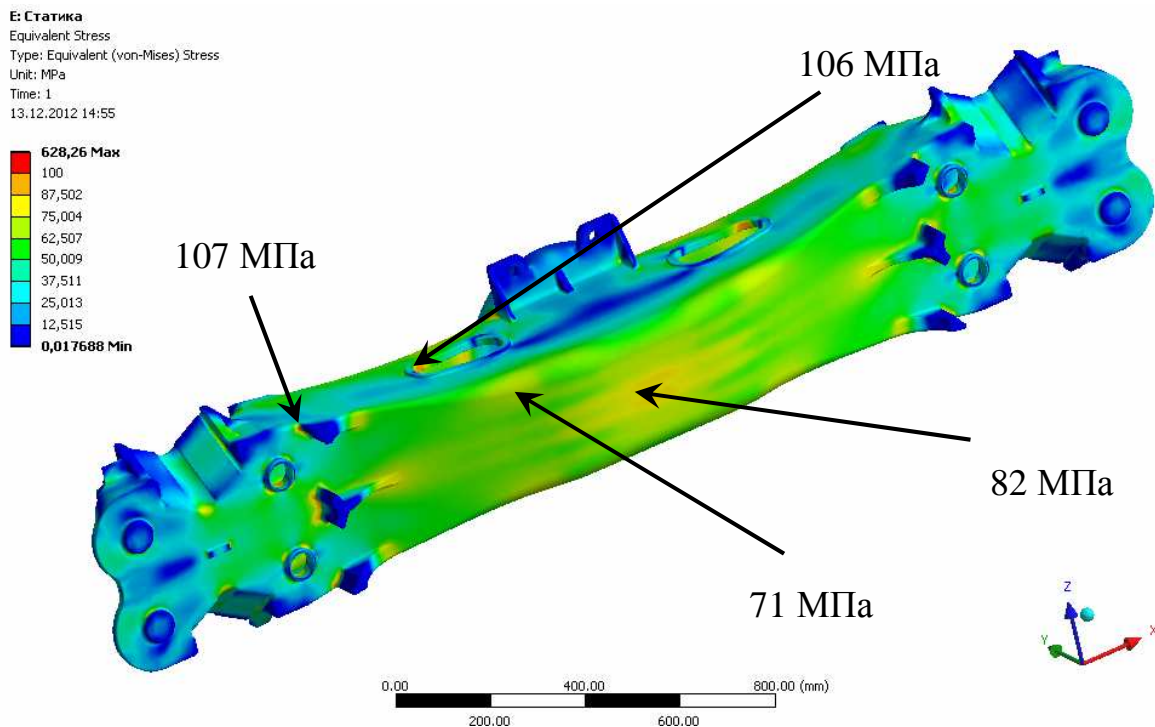 E: Статика
Equivalent Stress
Type: Equivalent (von-Mises) Stress
Unit: MPa
Time: 1
13.12.2012 14:55
628,26 Max
100
87,502
75,004
62,507
50,009
37,511
25,013
12,515
0,017688 Min
106 МПа
107 МПа
82 МПа
71 МПа
Z
Y
X
0.00 400.00 800.00 (mm)
200.00 600.00